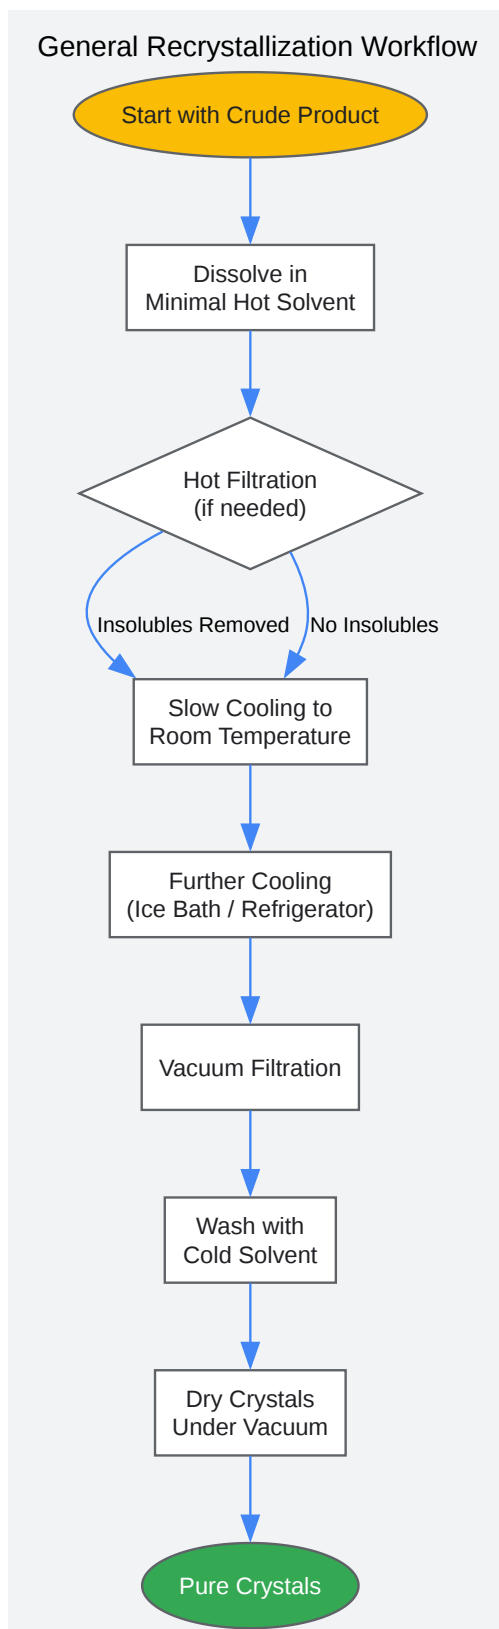 General Recrystallization Workflow
Start with Crude Product
Dissolve in
Minimal Hot Solvent
Hot Filtration
(if needed)
Insolubles Removed
No Insolubles
Slow Cooling to
Room Temperature
Further Cooling
(Ice Bath / Refrigerator)
Vacuum Filtration
Wash with
Cold Solvent
Dry Crystals
Under Vacuum
Pure Crystals